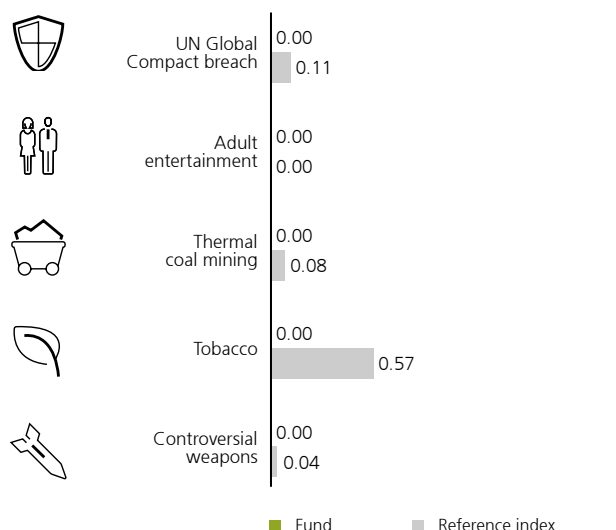 UN Global
Compact breach
0.00
0.11
Adult
entertainment
0.00
0.00
Thermal
coal mining
0.00
0.08
Tobacco
0.00
0.57
Controversial
weapons
0.00
0.04
Fund Reference index